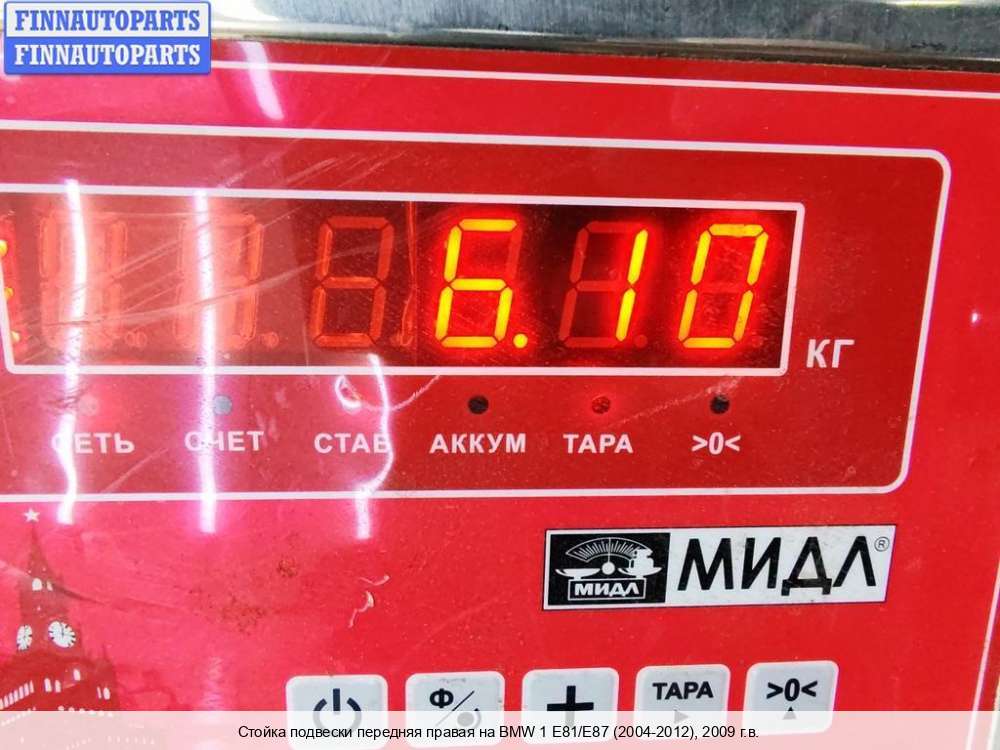 FINNAUTOPARTS
FINNAUTOPARTS
6.10
КГ
СЕТЬ СЧЕТ СТАБ АККУМ ТАРА >0<
МИДЛ
МИДЛ®
Ф/ + ТАРА >0<
Стойка подвески передняя правая на BMW 1 E81/E87 (2004-2012), 2009 г.в.